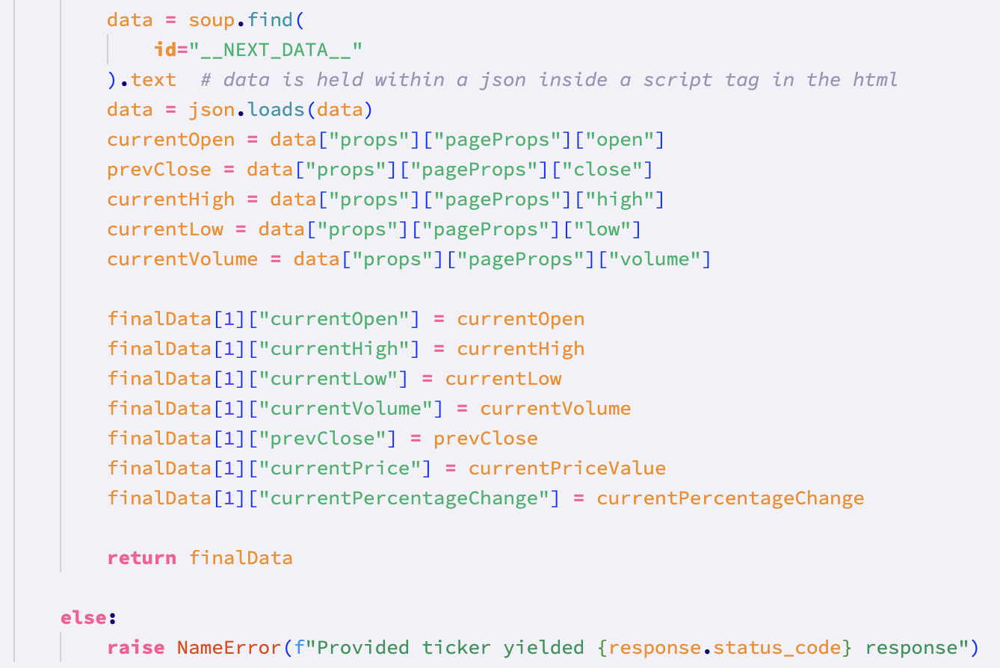 data = soup.find(
id="__NEXT_DATA__"
).text  # data is held within a json inside a script tag in the html
data = json.loads(data)
currentOpen = data["props"]["pageProps"]["open"]
prevClose = data["props"]["pageProps"]["close"]
currentHigh = data["props"]["pageProps"]["high"]
currentLow = data["props"]["pageProps"]["low"]
currentVolume = data["props"]["pageProps"]["volume"]
finalData[1]["currentOpen"] = currentOpen
finalData[1]["currentHigh"] = currentHigh
finalData[1]["currentLow"] = currentLow
finalData[1]["currentVolume"] = currentVolume
finalData[1]["prevClose"] = prevClose
finalData[1]["currentPrice"] = currentPriceValue
finalData[1]["currentPercentageChange"] = currentPercentageChange
return finalData
else:
raise NameError(f"Provided ticker yielded {response.status_code} response")